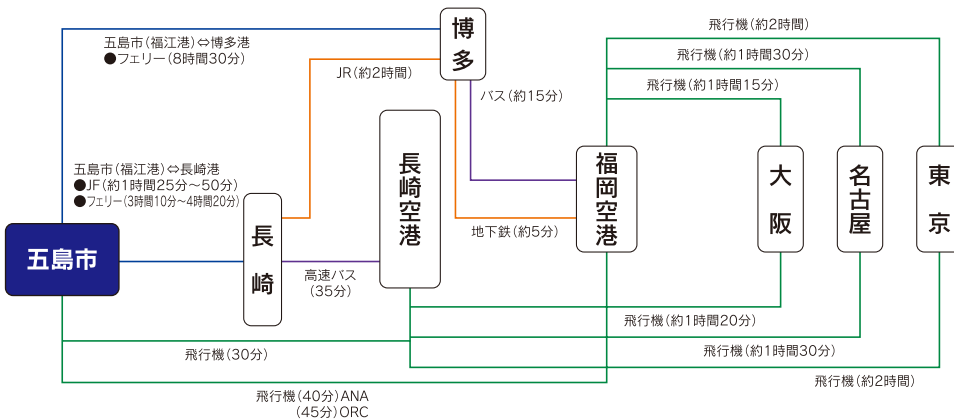 五島市(福江港)⇔博多港
●フェリー(8時間30分)
博多
JR(約2時間)
バス(約15分)
飛行機(約2時間)
飛行機(約1時間30分)
飛行機(約1時間15分)
五島市(福江港)⇔長崎港
●JF(約1時間25分～50分)
●フェリー(3時間10分～4時間20分)
五島市
長崎
高速バス
(35分)
長崎空港
地下鉄(約5分)
福岡空港
大阪
名古屋
東京
飛行機(約1時間20分)
飛行機(約1時間30分)
飛行機(約2時間)
飛行機(30分)
飛行機(40分)ANA
(45分)ORC